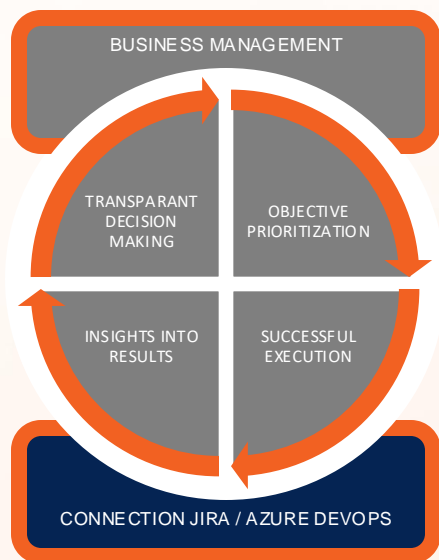 BUSINESS MANAGEMENT
TRANSPARANT
DECISION
MAKING
OBJECTIVE
PRIORITIZATION
INSIGHTS INTO
RESULTS
SUCCESSFUL
EXECUTION
CONNECTION JIRA / AZURE DEVOPS